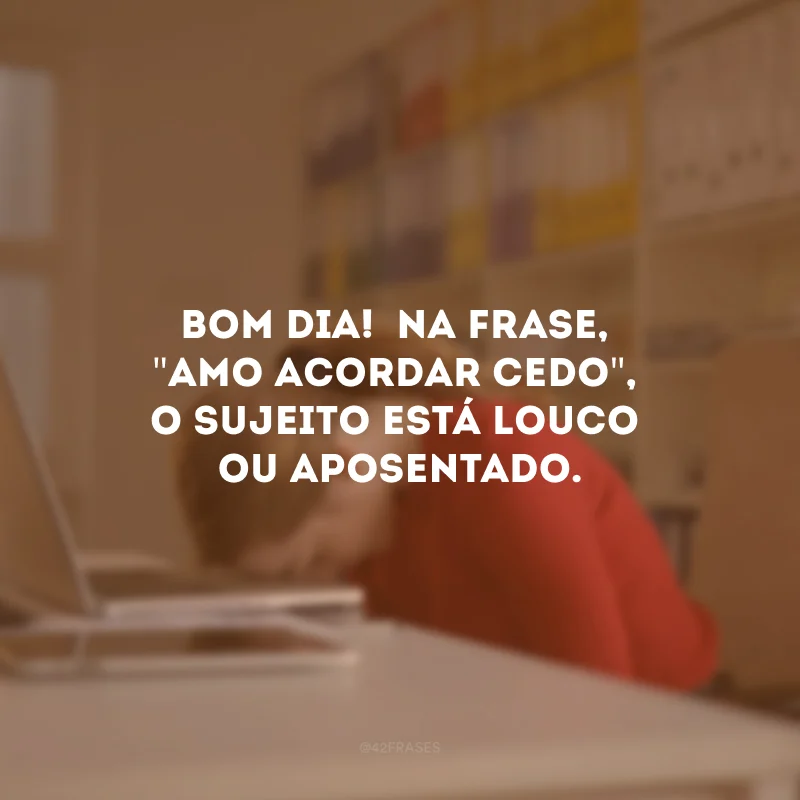 BOM DIA!  NA FRASE,
"AMO ACORDAR CEDO",
O SUJEITO ESTÁ LOUCO
OU APOSENTADO.
@42FRASES